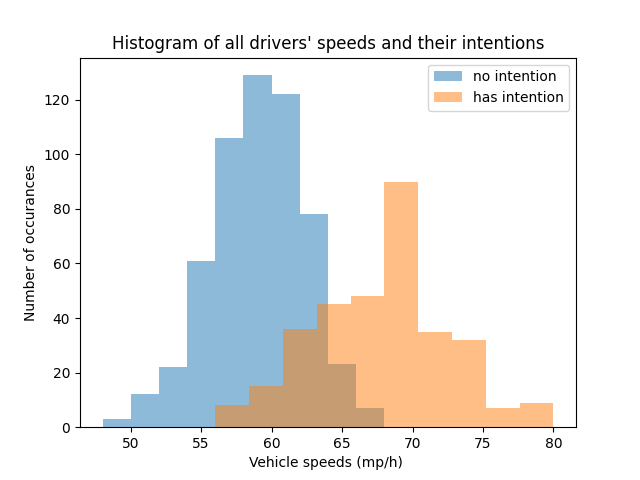 Histogram of all drivers' speeds and their intentions
no intention
has intention
Number of occurances
120
100
80
60
40
20
0
50 55 60 65 70 75 80
Vehicle speeds (mp/h)